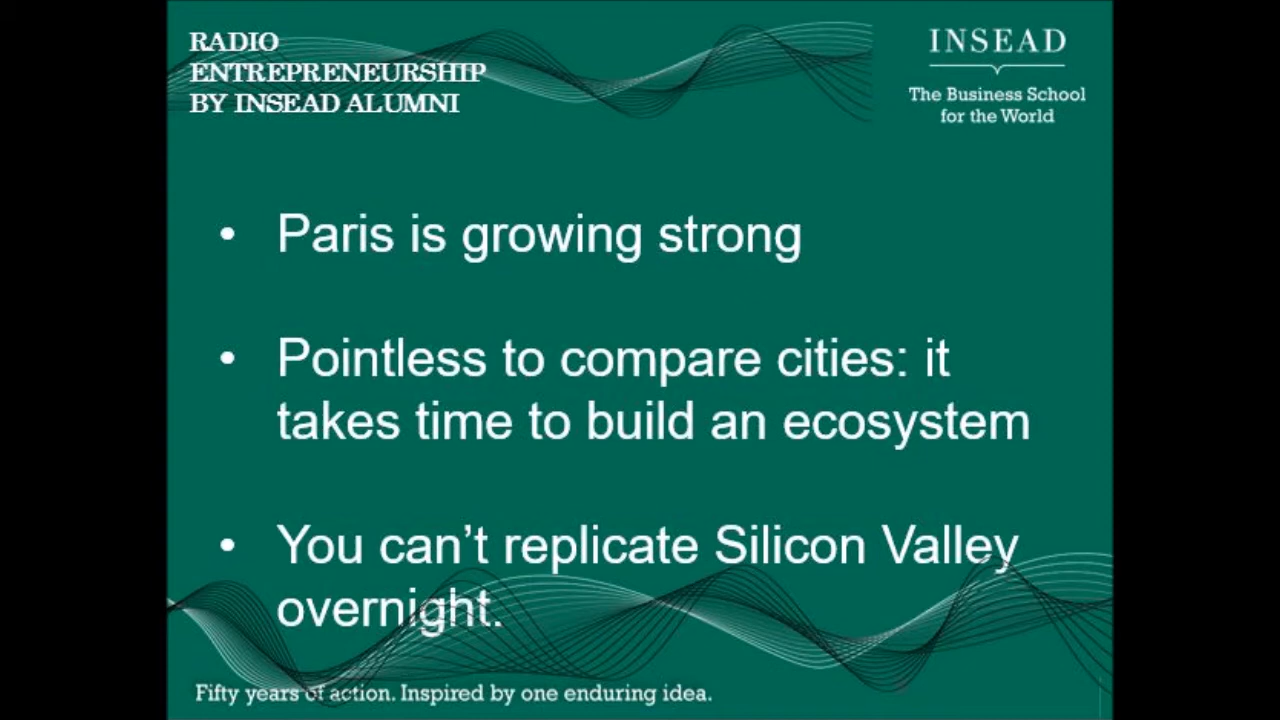 RADIO
ENTREPRENEURSHIP
BY INSEAD ALUMNI
INSEAD
The Business School
for the World
• Paris is growing strong
• Pointless to compare cities: it
takes time to build an ecosystem
• You can’t replicate Silicon Valley
overnight.
Fifty years of action. Inspired by one enduring idea.